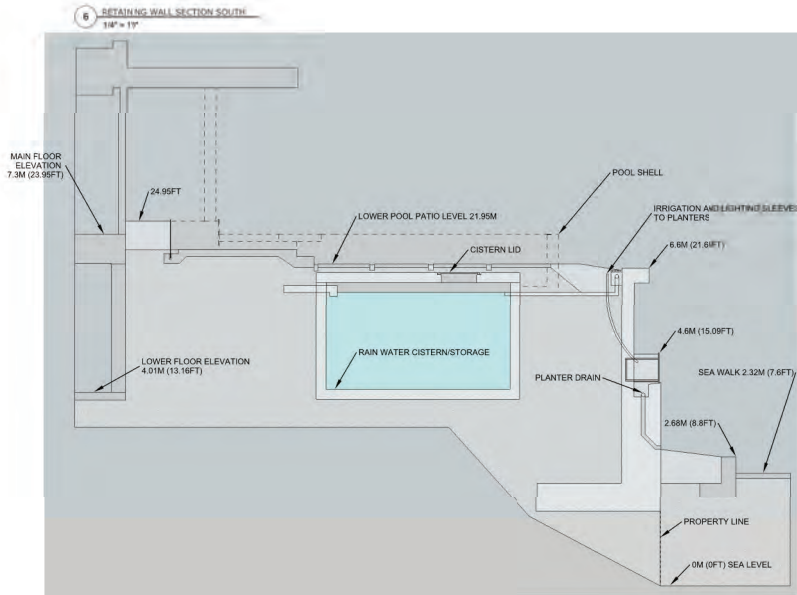 6
RETAINING WALL SECTION SOUTH
1/4" = 1'0"
MAIN FLOOR
ELEVATION
7.3M (23.95FT)
24.95FT
LOWER POOL PATIO LEVEL 21.95M
POOL SHELL
IRRIGATION AND LIGHTING SLEEVES
TO PLANTERS
CISTERN LID
6.6M (21.6
4.6M (15.09FT)
RAIN WATER CISTERN/STORAGE
LOWER FLOOR ELEVATION
4.01M (13.16FT)
PLANTER DRAIN
SEA WALK 2.32M (7.6FT)
2.68M (8.8FT)
PROPERTY LINE
0M (0FT) SEA LEVEL